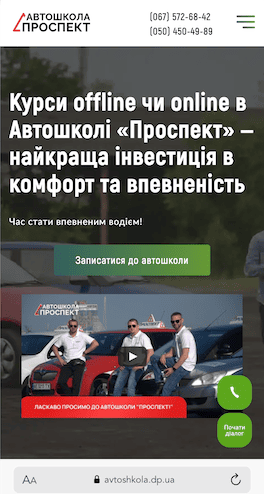 АВТОШКОЛА
ПРОСПЕКТ
(067) 572-68-42
(050) 450-49-89
Курси offline чи online в
Автошколі «Проспект» –
найкраща інвестиція в
комфорт та впевненість
Час стати впевненим водієм!
Записатися до автошколи
АВТОШКОЛА
ПРОСПЕКТ
ЛАСКАВО ПРОСИМО ДО АВТОШКОЛИ "ПРОСПЕКТ!"
Почати
діалог
AA
avtoshkola.dp.ua